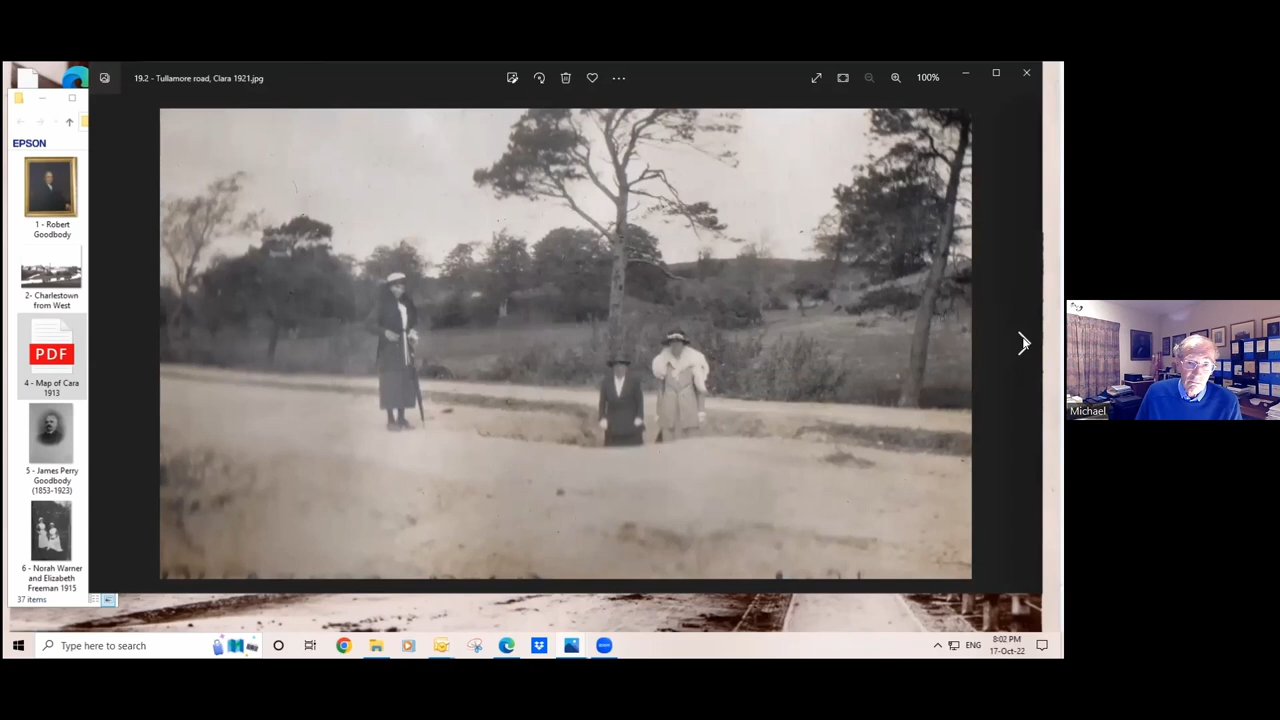 19.2 - Tullamore road, Clara 1921.jpg
100%
EPSON
1 - Robert
Goodbody
2- Charlestown
from West
PDF
4 - Map of Cara
1913
5 - James Perry
Goodbody
(1853-1923)
6 - Norah Warner
and Elizabeth
Freeman 1915
37 items
Michael
Type here to search
ENG
8:02 PM
17-Oct-22
zoom